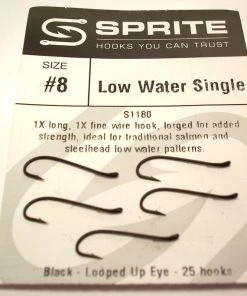 SPRITE
HOOKS YOU CAN TRUST
SIZE
#8
Low Water Single
S1180
1X long, 1X fine wire hook, forged for added
strength, ideal for traditional salmon and
steelhead low water patterns.
Black - Looped Up Eye - 25 hooks